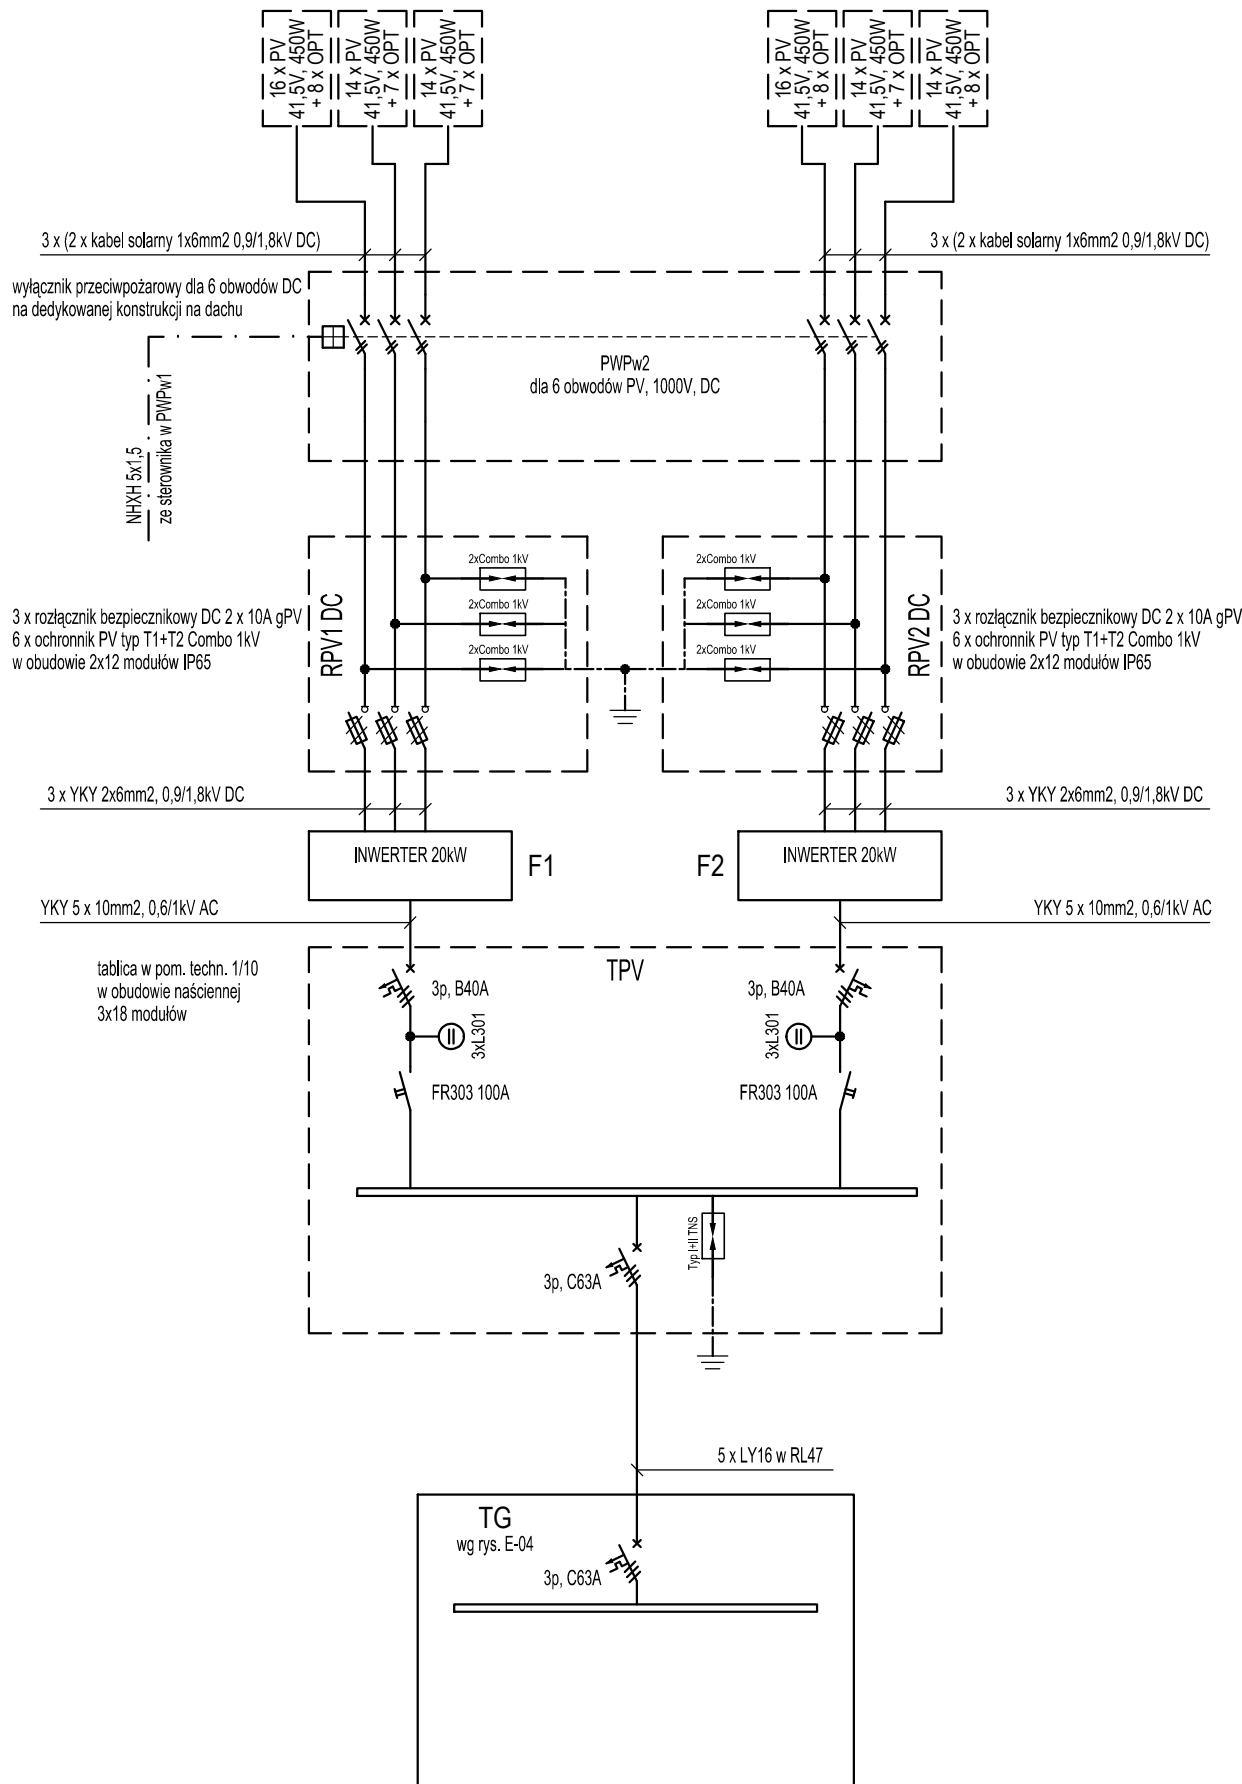 16 x PV
41,5V, 450W
+ 8 x OPT
14 x PV
41,5V, 450W
+ 7 x OPT
14 x PV
41,5V, 450W
+ 7 x OPT
16 x PV
41,5V, 450W
+ 8 x OPT
14 x PV
41,5V, 450W
+ 7 x OPT
14 x PV
41,5V, 450W
+ 8 x OPT
3 x (2 x kabel solarny 1x6mm2 0,9/1,8kV DC)
3 x (2 x kabel solarny 1x6mm2 0,9/1,8kV DC)
wyłącznik przeciwpożarowy dla 6 obwodów DC
na dedykowanej konstrukcji na dachu
PWPw2
dla 6 obwodów PV, 1000V, DC
NHXH 5x1,5
ze sterownika w PWPw1
RPV1 DC
2xCombo 1kV
2xCombo 1kV
2xCombo 1kV
2xCombo 1kV
2xCombo 1kV
2xCombo 1kV
RPV2 DC
3 x rozłącznik bezpiecznikowy DC 2 x 10A gPV
6 x ochronnik PV typ T1+T2 Combo 1kV
w obudowie 2x12 modułów IP65
3 x rozłącznik bezpiecznikowy DC 2 x 10A gPV
6 x ochronnik PV typ T1+T2 Combo 1kV
w obudowie 2x12 modułów IP65
3 x YKY 2x6mm2, 0,9/1,8kV DC
3 x YKY 2x6mm2, 0,9/1,8kV DC
INWERTER 20kW
F1
F2
INWERTER 20kW
YKY 5 x 10mm2, 0,6/1kV AC
YKY 5 x 10mm2, 0,6/1kV AC
tablica w pom. techn. 1/10
w obudowie naściennej
3x18 modułów
TPV
3p, B40A
3p, B40A
3xL301
3xL301
FR303 100A
FR303 100A
Typ I+II TNS
3p, C63A
5 x LY16 w RL47
TG
wg rys. E-04
3p, C63A